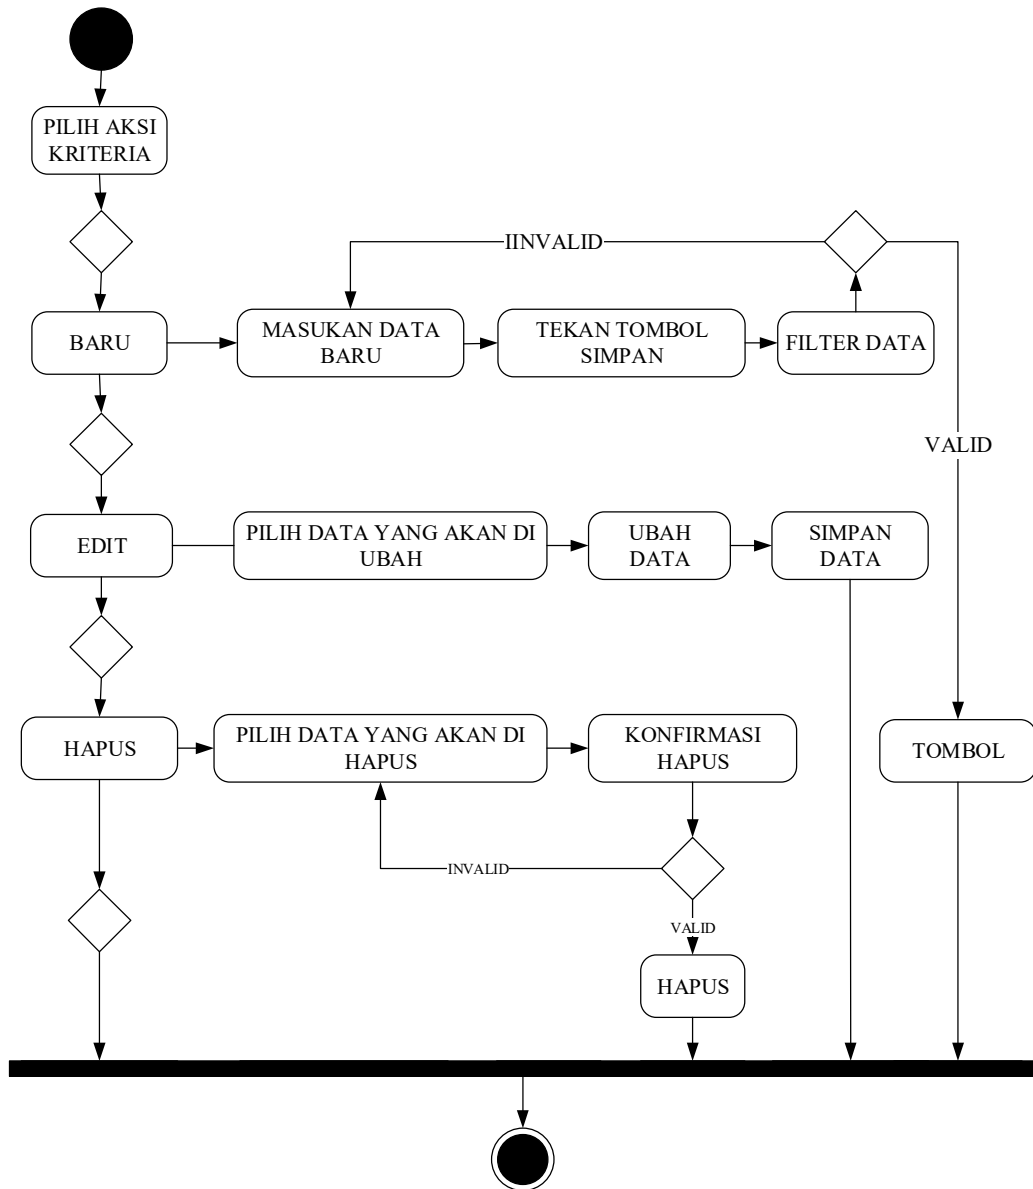 PILIH AKSI
KRITERIA
IINVALID
BARU
MASUKAN DATA
BARU
TEKAN TOMBOL
SIMPAN
FILTER DATA
VALID
EDIT
PILIH DATA YANG AKAN DI
UBAH
UBAH
DATA
SIMPAN
DATA
HAPUS
PILIH DATA YANG AKAN DI
HAPUS
KONFIRMASI
HAPUS
TOMBOL
INVALID
VALID
HAPUS